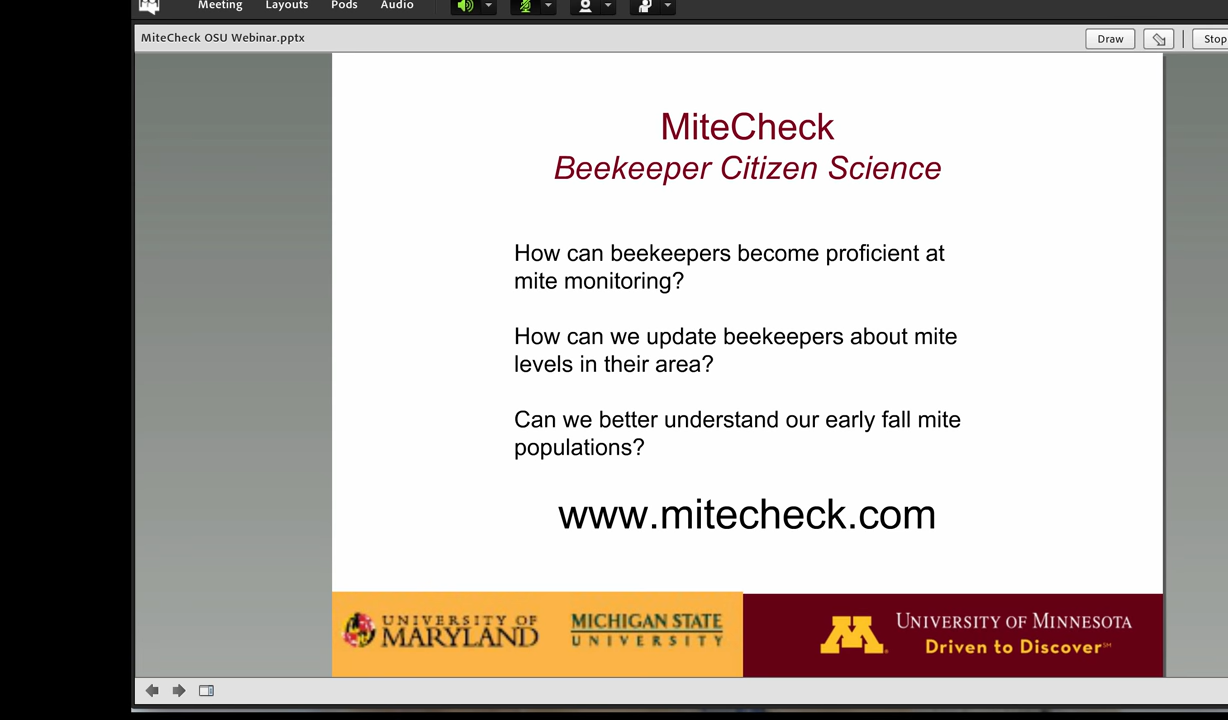 Meeting Layouts Pods Audio
MiteCheck OSU Webinar.pptx
Draw
Stop
MiteCheck
Beekeeper Citizen Science
How can beekeepers become proficient at
mite monitoring?
How can we update beekeepers about mite
levels in their area?
Can we better understand our early fall mite
populations?
www.mitecheck.com
UNIVERSITY OF
MARYLAND
MICHIGAN STATE
UNIVERSITY
M
UNIVERSITY OF MINNESOTA
Driven to Discover℠